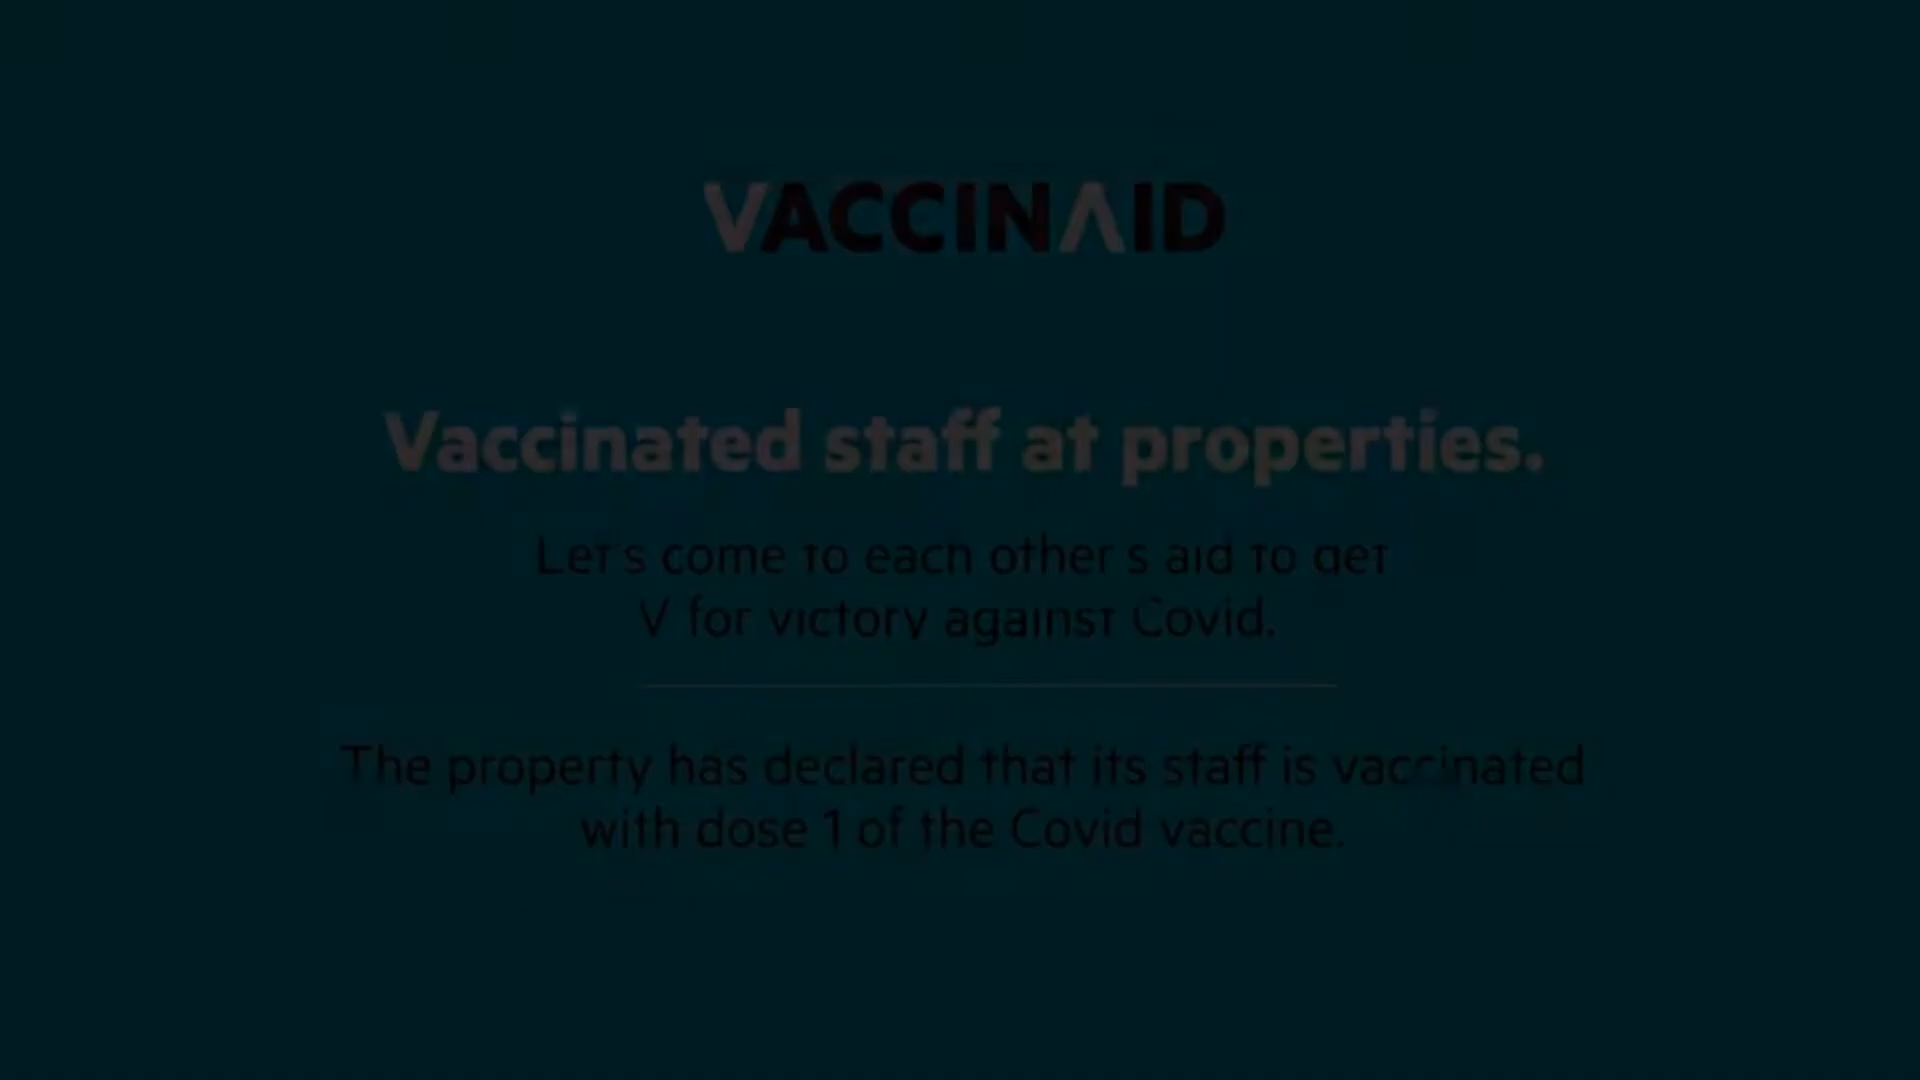 VACCINAID
Vaccinated staff at properties.
Let's come to each other's aid to get
V for victory against Covid.
The property has declared that its staff is vaccinated
with dose 1 of the Covid vaccine.